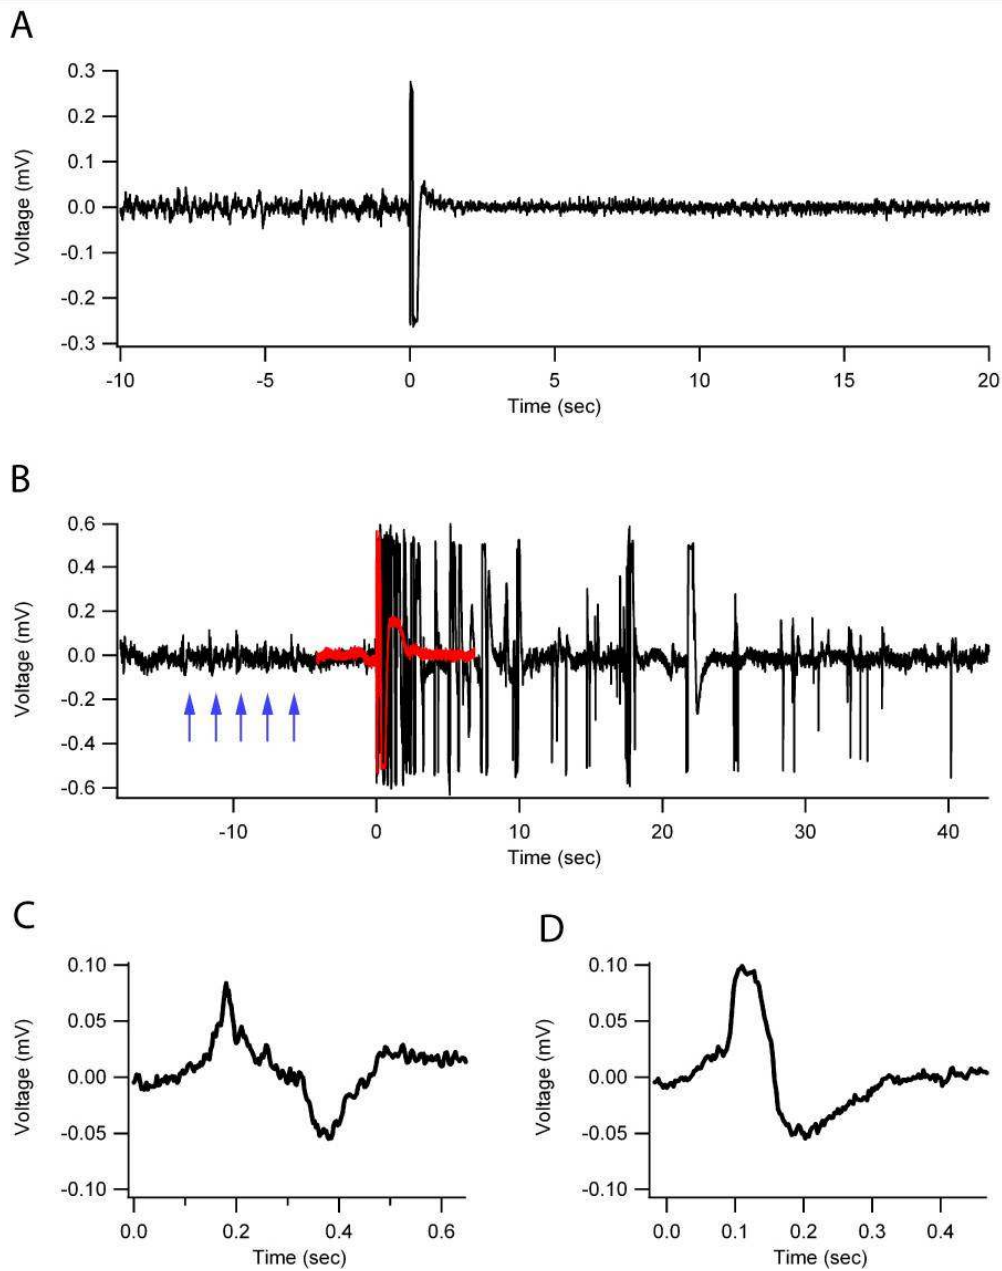 A
0.3
0.2
0.1
0.0
-0.1
-0.2
-0.3
Voltage (mV)
-10 -5 0 5 10 15 20
Time (sec)
B
0.6
0.4
0.2
0.0
-0.2
-0.4
-0.6
Voltage (mV)
-10 0 10 20 30 40
Time (sec)
C
0.10
0.05
0.00
-0.05
-0.10
Voltage (mV)
0.0 0.2 0.4 0.6
Time (sec)
D
0.10
0.05
0.00
-0.05
-0.10
Voltage (mV)
0.0 0.1 0.2 0.3 0.4
Time (sec)